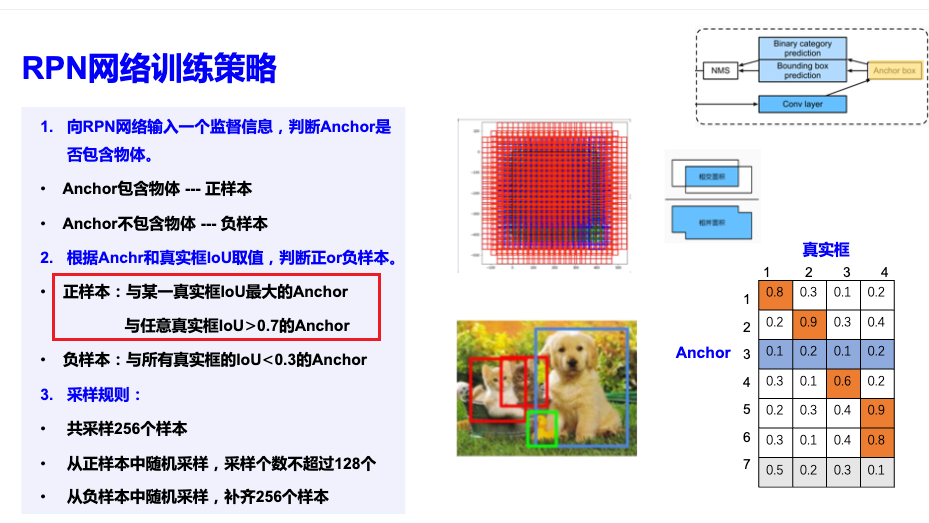 RPN网络训练策略
1. 向RPN网络输入一个监督信息，判断Anchor是
否包含物体。
• Anchor包含物体 --- 正样本
• Anchor不包含物体 --- 负样本
2. 根据Anchr和真实框IoU取值，判断正or负样本。
• 正样本：与某一真实框IoU最大的Anchor
与任意真实框IoU>0.7的Anchor
• 负样本：与所有真实框的IoU<0.3的Anchor
3. 采样规则：
• 共采样256个样本
• 从正样本中随机采样，采样个数不超过128个
• 从负样本中随机采样，补齐256个样本
Binary category
prediction
NMS
Bounding box
prediction
Anchor box
Conv layer
相交面积
相并面积
真实框
1 2 3 4
1 0.8 0.3 0.1 0.2
2 0.2 0.9 0.3 0.4
Anchor 3 0.1 0.2 0.1 0.2
4 0.3 0.1 0.6 0.2
5 0.2 0.3 0.4 0.9
6 0.3 0.1 0.4 0.8
7 0.5 0.2 0.3 0.1